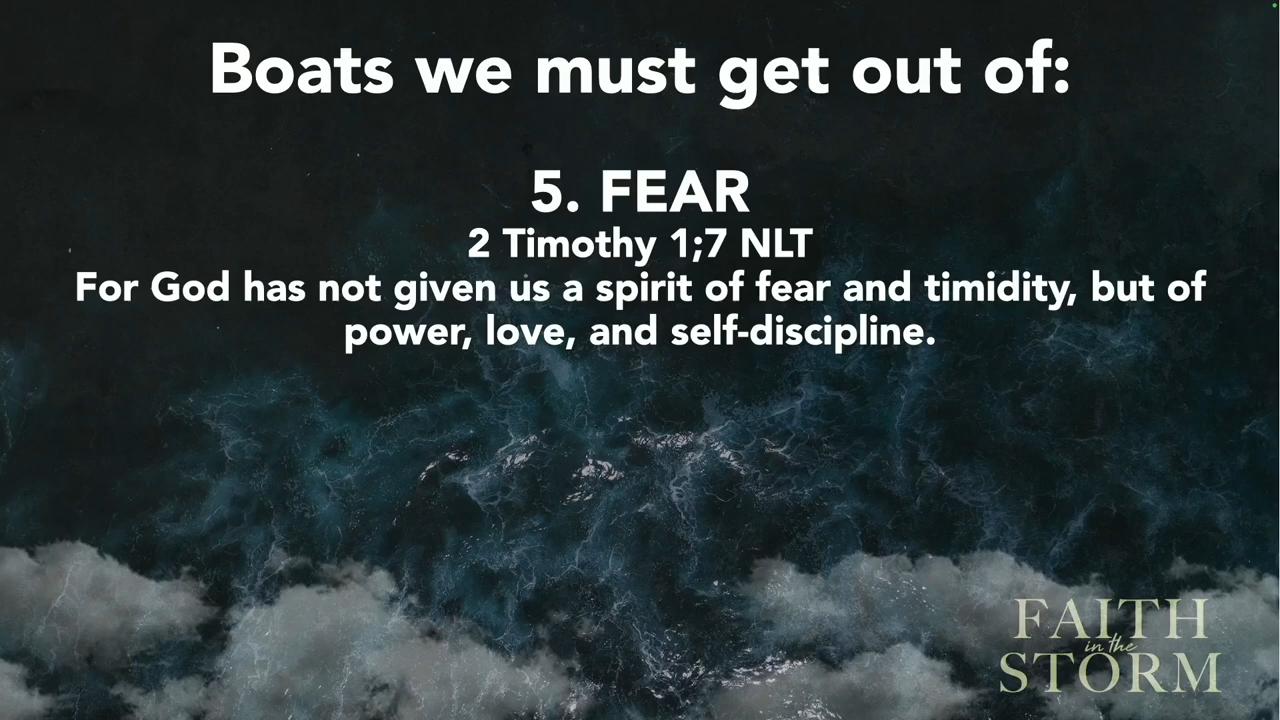 Boats we must get out of:
5. FEAR
2 Timothy 1;7 NLT
For God has not given us a spirit of fear and timidity, but of
power, love, and self-discipline.
FAITH
in the
STORM